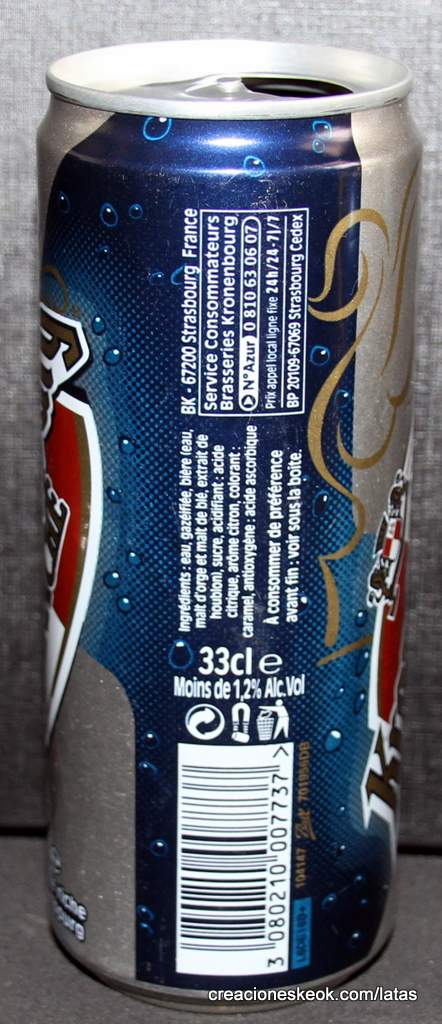 BK - 67200 Strasbourg France
Service Consommateurs
Brasseries Kronenbourg
N°Azur 0 810 63 06 07
Prix appel local ligne fixe 24h/24-7j/7
BP 20109-67069 Strasbourg Cedex
Ingrédients : eau, gazéifiée, bière (eau,
malt d'orge et malt de blé, extrait de
houblon), sucre, acidifiant : acide
citrique, arôme citron, colorant :
caramel, antioxygène : acide ascorbique
À consommer de préférence
avant fin : voir sous la boîte.
33cl e
Moins de 1,2% Alc.Vol
3 080210 007737 >
104147 701956DB
creacioneskeok.com/latas